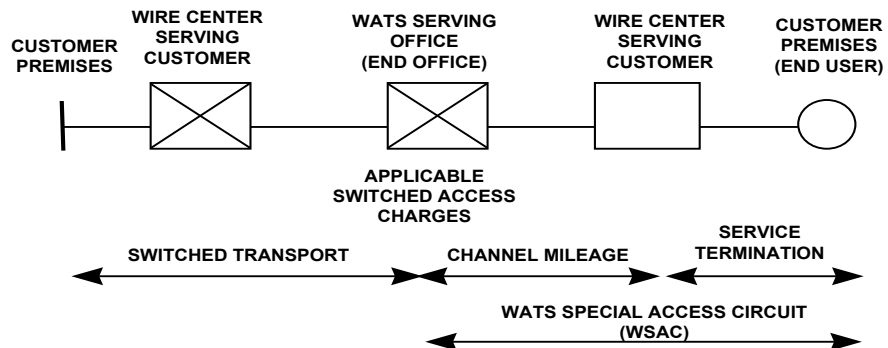 CUSTOMER
PREMISES
WIRE CENTER
SERVING
CUSTOMER
WATS SERVING
OFFICE
(END OFFICE)
WIRE CENTER
SERVING
CUSTOMER
CUSTOMER
PREMISES
(END USER)
APPLICABLE
SWITCHED ACCESS
CHARGES
SWITCHED TRANSPORT
CHANNEL MILEAGE
SERVICE
TERMINATION
WATS SPECIAL ACCESS CIRCUIT
(WSAC)